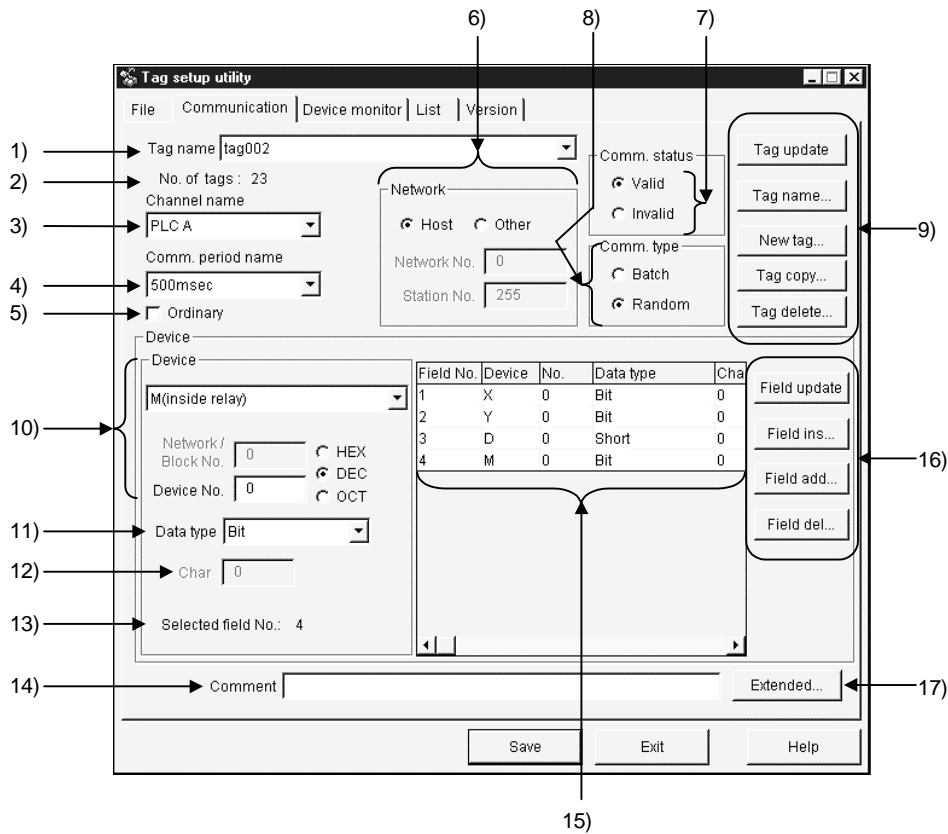 6) 8) 7)
Tag setup utility
File Communication Device monitor List Version
1) Tag name tag002
Comm. status
Tag update
2) No. of tags : 23
Valid
Network
Channel name
Tag name...
3) PLC A
Host Other
Invalid
9)
New tag...
Comm. type
Comm. period name
Network No. 0
Batch
Tag copy...
4) 500msec
Station No. 255
Random
Tag delete...
5) Ordinary
Device
Device
Field No. Device No. Data type Cha
Field update
M(inside relay)
1 X 0 Bit 0
2 Y 0 Bit 0
3 D 0 Short 0
4 M 0 Bit 0
10)
Field ins...
16)
Network / Block No. 0
HEX
DEC
OCT
Device No. 0
Field add...
11) Data type Bit
Field del...
12) Char 0
13) Selected field No.: 4
14) Comment
Extended...
17)
Save Exit Help
15)